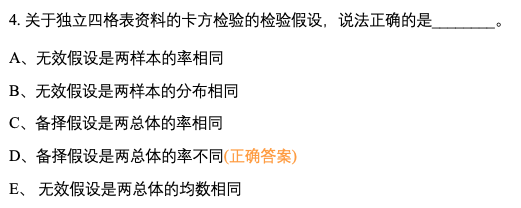 4. 关于独立四格表资料的卡方检验的检验假设，说法正确的是________。
A、无效假设是两样本的率相同
B、无效假设是两样本的分布相同
C、备择假设是两总体的率相同
D、备择假设是两总体的率不同(正确答案)
E、 无效假设是两总体的均数相同